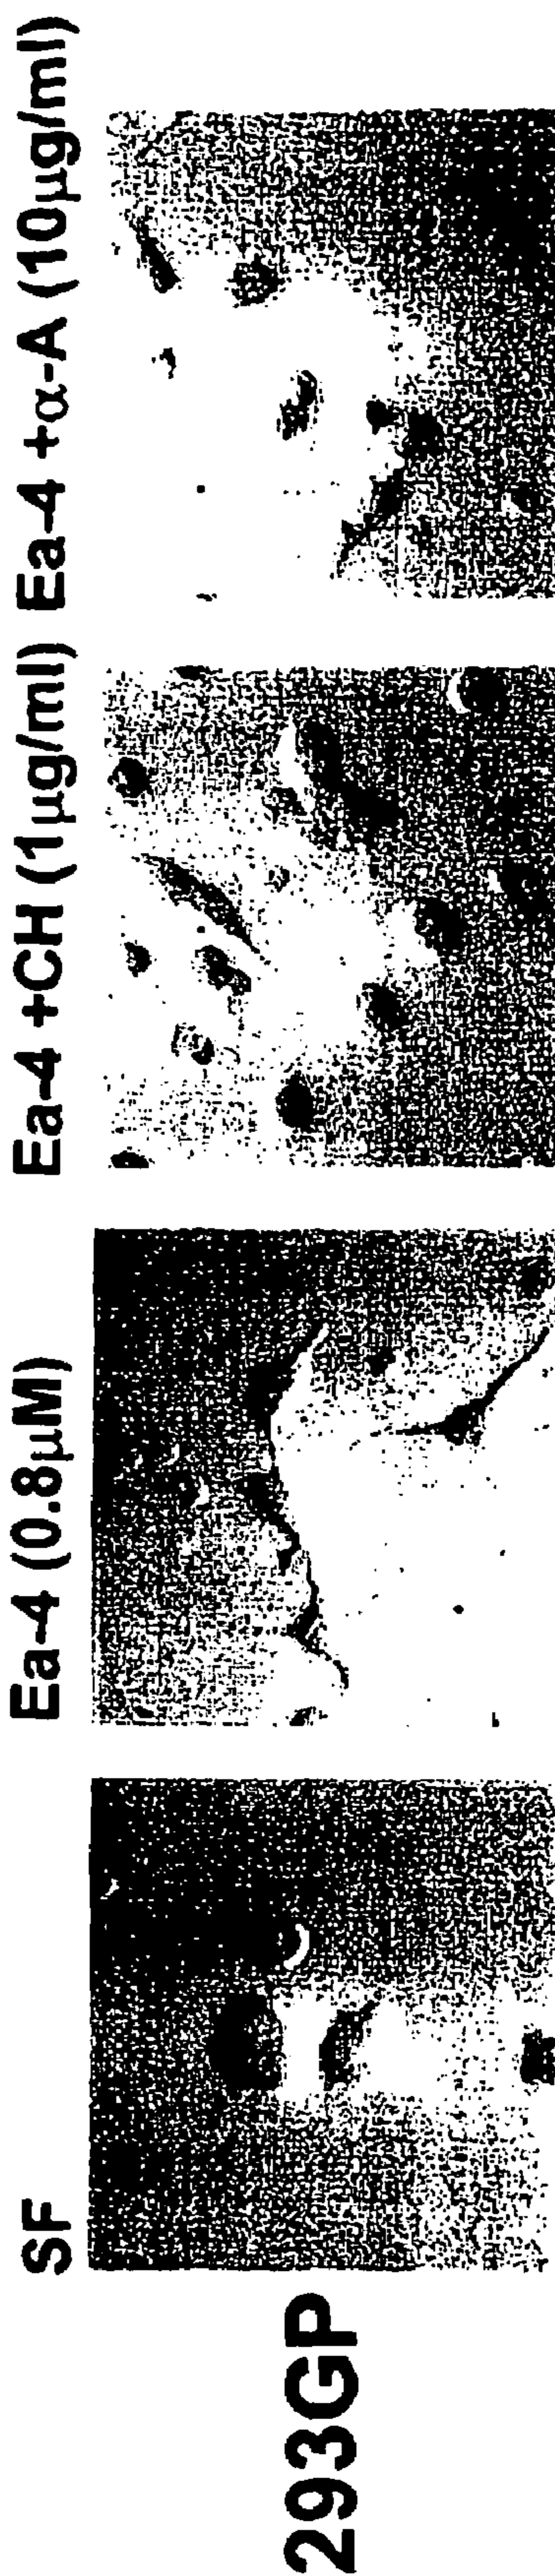 SF
Ea-4 (0.8μM)
Ea-4 +CH (1μg/ml)
Ea-4 +α-A (10μg/ml)
293GP